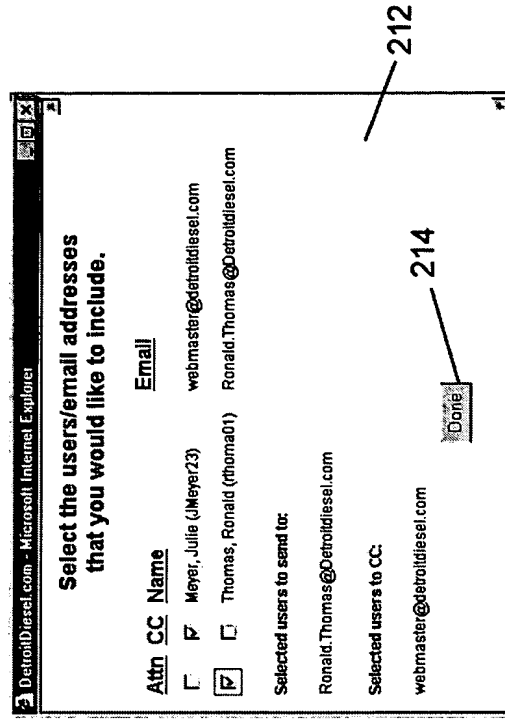 DetroitDiesel.com - Microsoft Internet Explorer
Select the users/email addresses
that you would like to include.
Attn CC Name Email
Meyer, Julie (JMeyer23) webmaster@detroitdiesel.com
Thomas, Ronald (rthoma01) Ronald.Thomas@Detroitdiesel.com
Selected users to send to:
Ronald.Thomas@Detroitdiesel.com
Selected users to CC:
webmaster@detroitdiesel.com
Done
214
212